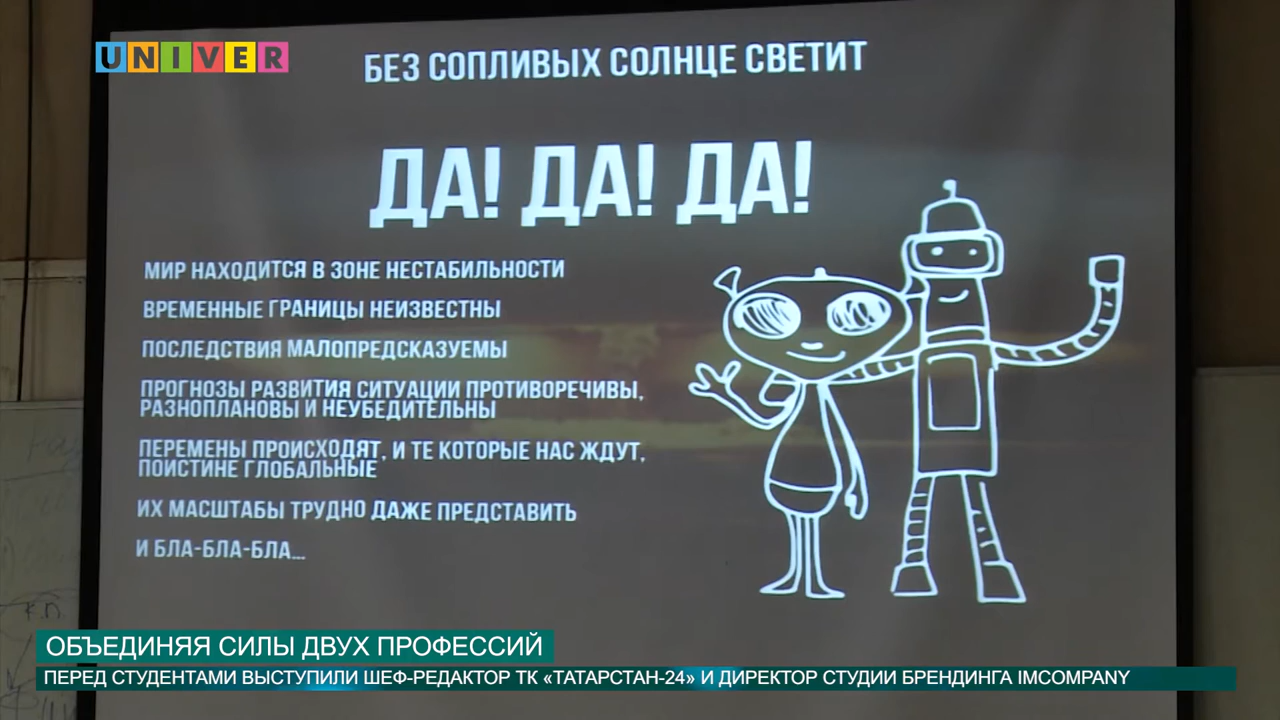 UNIVER
БЕЗ СОПЛИВЫХ СОЛНЦЕ СВЕТИТ
ДА! ДА! ДА!
МИР НАХОДИТСЯ В ЗОНЕ НЕСТАБИЛЬНОСТИ
ВРЕМЕННЫЕ ГРАНИЦЫ НЕИЗВЕСТНЫ
ПОСЛЕДСТВИЯ МАЛОПРЕДСКАЗУЕМЫ
ПРОГНОЗЫ РАЗВИТИЯ СИТУАЦИИ ПРОТИВОРЕЧИВЫ,
РАЗНОПЛАНОВЫ И НЕУБЕДИТЕЛЬНЫ
ПЕРЕМЕНЫ ПРОИСХОДЯТ, И ТЕ КОТОРЫЕ НАС ЖДУТ,
ПОИСТИНЕ ГЛОБАЛЬНЫЕ
ИХ МАСШТАБЫ ТРУДНО ДАЖЕ ПРЕДСТАВИТЬ
И БЛА-БЛА-БЛА...
К.П.
ОБЪЕДИНЯЯ СИЛЫ ДВУХ ПРОФЕССИЙ
ПЕРЕД СТУДЕНТАМИ ВЫСТУПИЛИ ШЕФ-РЕДАКТОР ТК «ТАТАРСТАН-24» И ДИРЕКТОР СТУДИИ БРЕНДИНГА IMCOMPANY